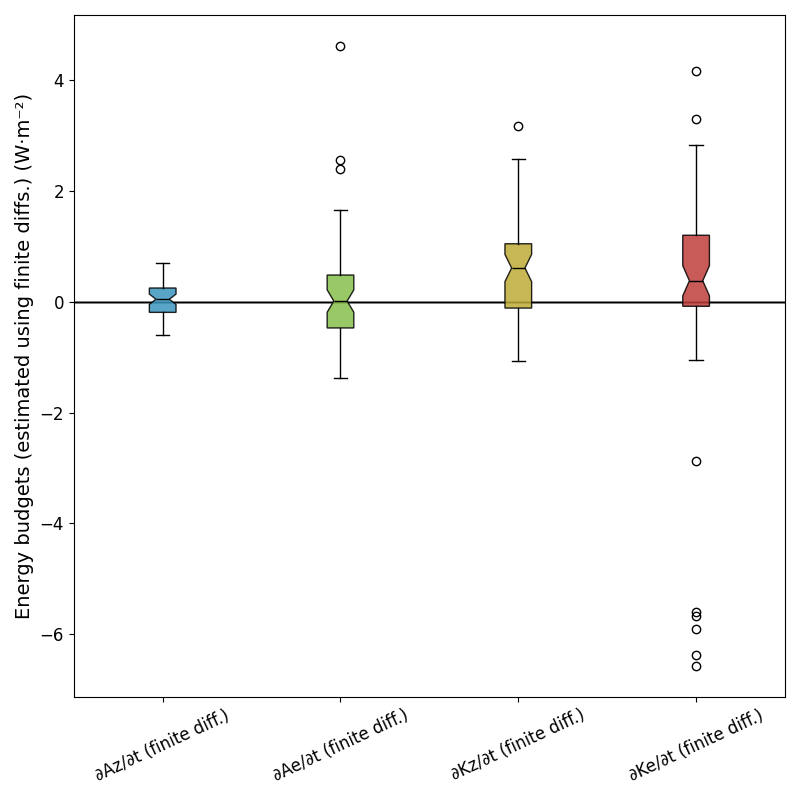 Energy budgets (estimated using finite diffs.) (W·m⁻²)
4
2
0
−2
−4
−6
∂Az/∂t (finite diff.)
∂Ae/∂t (finite diff.)
∂Kz/∂t (finite diff.)
∂Ke/∂t (finite diff.)